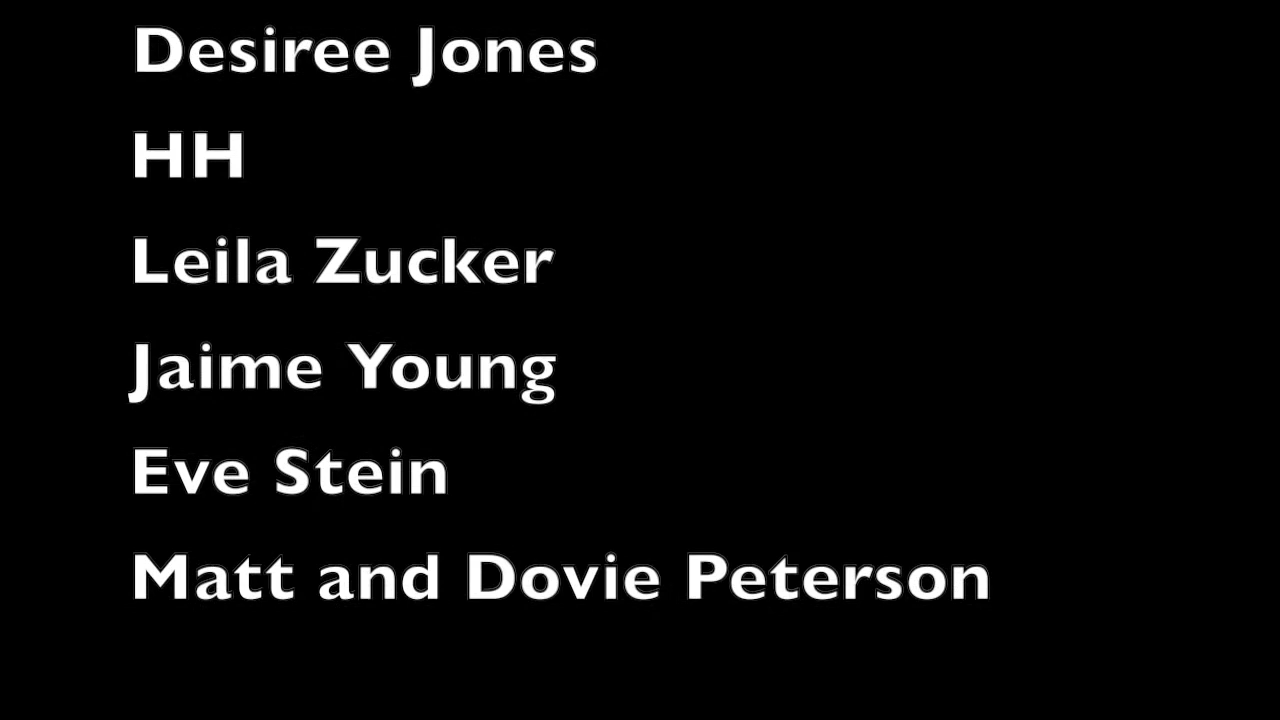 Desiree Jones
HH
Leila Zucker
Jaime Young
Eve Stein
Matt and Dovie Peterson